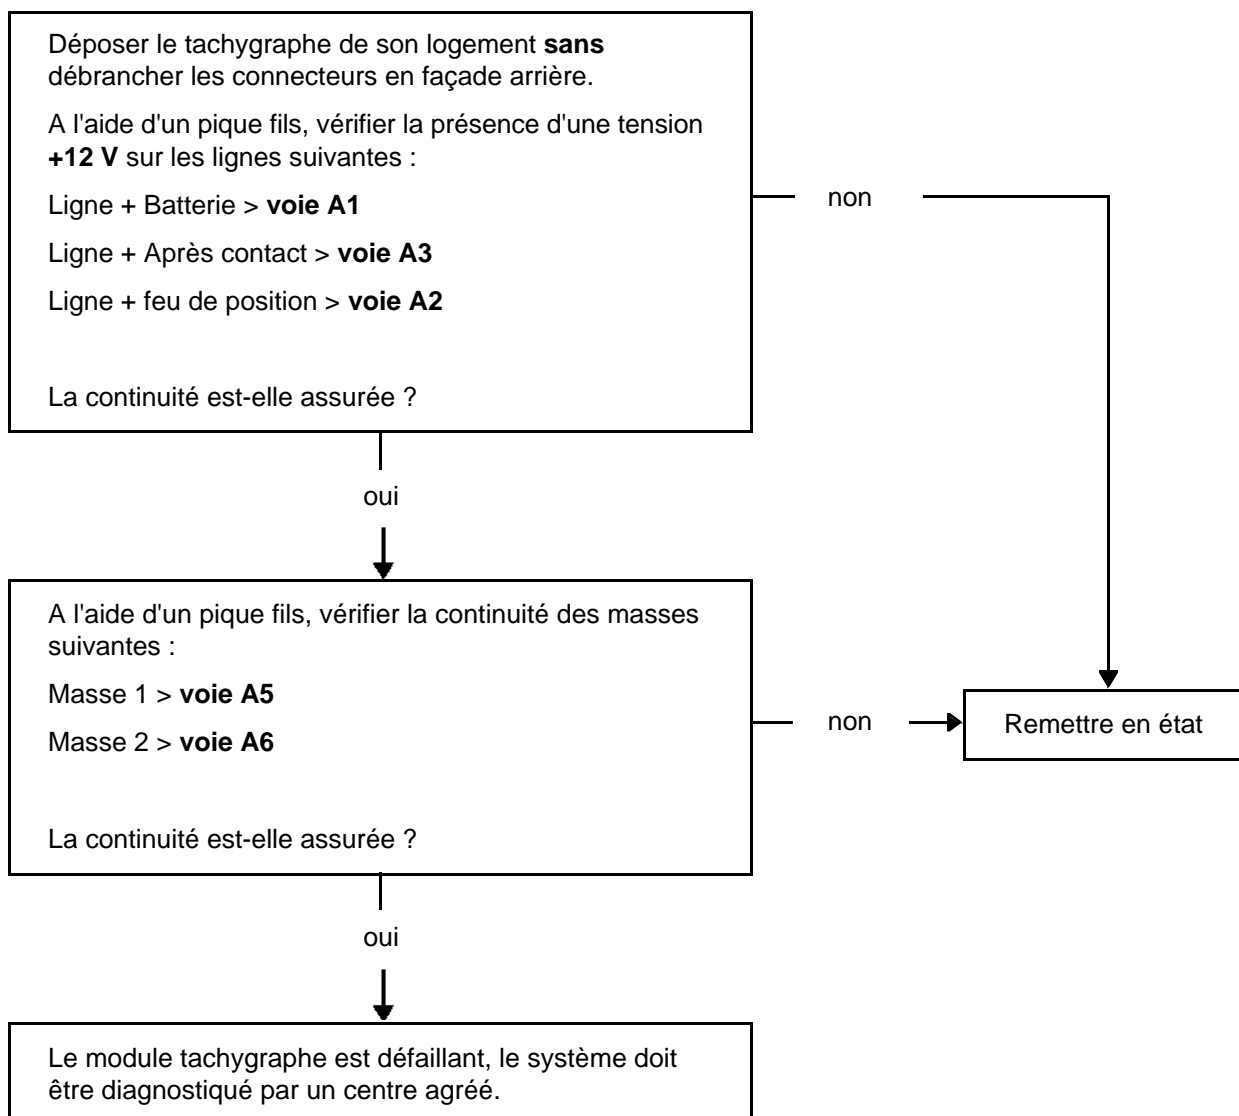 Déposer le tachygraphe de son logement sans
débrancher les connecteurs en façade arrière.
A l'aide d'un pique fils, vérifier la présence d'une tension
+12 V sur les lignes suivantes :
Ligne + Batterie > voie A1
non
Ligne + Après contact > voie A3
Ligne + feu de position > voie A2
La continuité est-elle assurée ?
oui
A l'aide d'un pique fils, vérifier la continuité des masses
suivantes :
Masse 1 > voie A5
Masse 2 > voie A6
non
Remettre en état
La continuité est-elle assurée ?
oui
Le module tachygraphe est défaillant, le système doit
être diagnostiqué par un centre agréé.